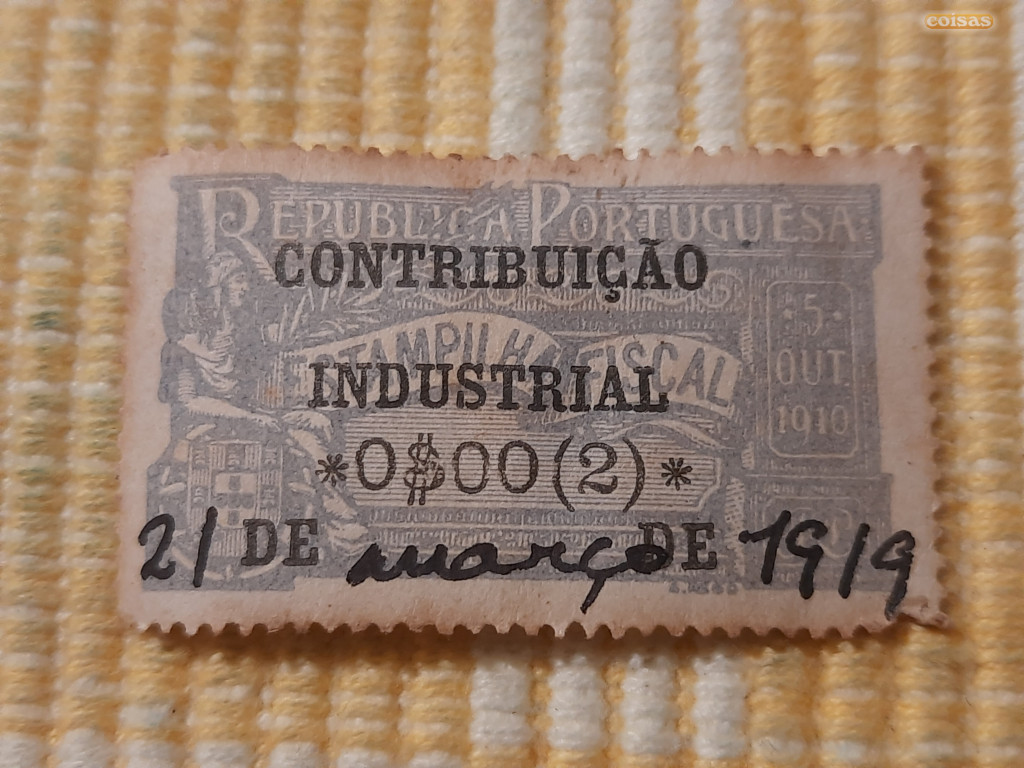 coisas
REPUBLICA PORTUGUESA
CONTRIBUIÇÃO
ESTAMPILHA FISCAL
·5·
OUT.
1910
INDUSTRIAL
*0$00(2)*
21 DE março DE 1919